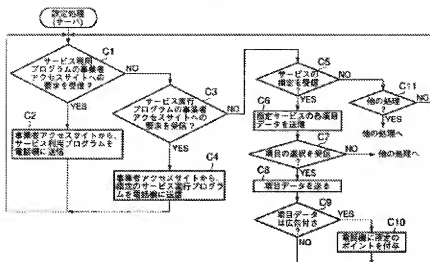 設定処理
(サーバ)
C1
サービス利用
プログラムの事業者
アクセスサイトへの
要求を受信?
NO
YES
C2
事業者アクセスサイトから、
サービス利用プログラムを
電話機に送信
C3
サービス実行
プログラムの事業者
アクセスサイトへの
要求を受信?
NO
YES
C4
事業者アクセスサイトから、
指定のサービス実行プログ
ラムを電話機に送信
C5
サービスの
指定を受信?
NO
YES
C11
他の処理?
NO
YES
他の処理へ
C6
指定サービスの各項目
データを送信
C7
項目の選択を受信?
NO
他の処理へ
YES
C8
項目データを送る
C9
項目データ
は広告付き
?
YES
NO
C10
電話機に指定の
ポイントを付与